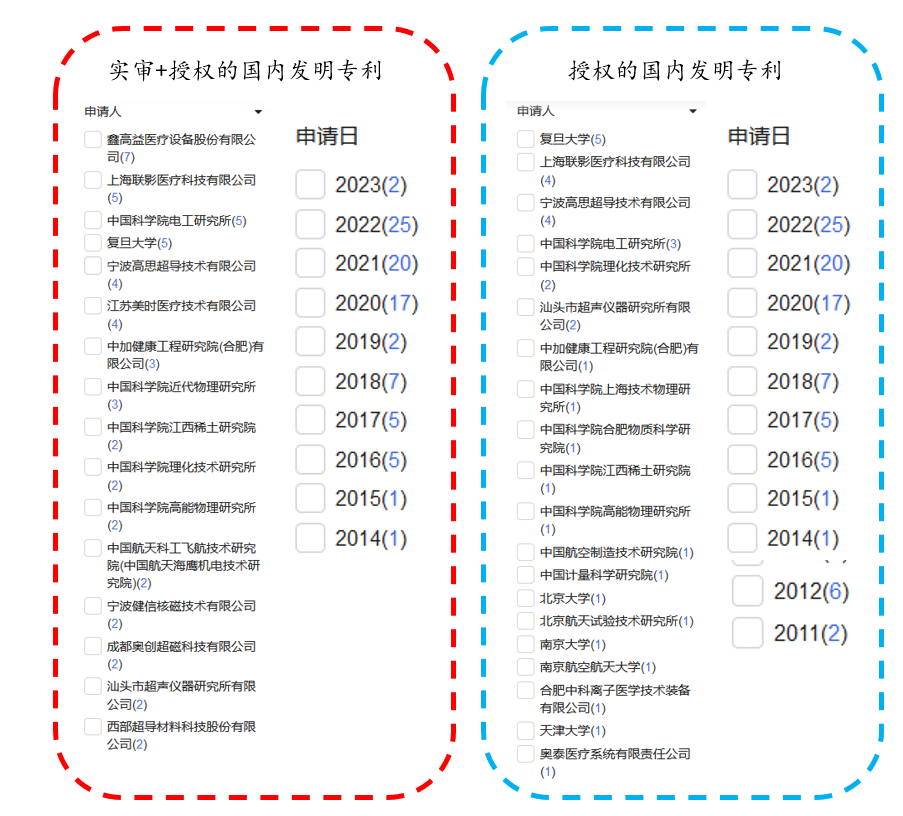 实审+授权的国内发明专利
申请人
鑫高益医疗设备股份有限公
司(7)
上海联影医疗科技有限公司
(5)
中国科学院电工研究所(5)
复旦大学(5)
宁波高思超导技术有限公司
(4)
江苏美时医疗技术有限公司
(4)
中加健康工程研究院(合肥)有
限公司(3)
中国科学院近代物理研究所
(3)
中国科学院江西稀土研究院
(2)
中国科学院理化技术研究所
(2)
中国科学院高能物理研究所
(2)
中国航天科工飞航技术研究
院(中国航天海鹰机电技术研
究院)(2)
宁波健信核磁技术有限公司
(2)
成都奥创超磁科技有限公司
(2)
汕头市超声仪器研究所有限
公司(2)
西部超导材料科技股份有限
公司(2)
申请日
2023(2)
2022(25)
2021(20)
2020(17)
2019(2)
2018(7)
2017(5)
2016(5)
2015(1)
2014(1)
授权的国内发明专利
申请人
复旦大学(5)
上海联影医疗科技有限公司
(4)
宁波高思超导技术有限公司
(4)
中国科学院电工研究所(3)
中国科学院理化技术研究所
(2)
汕头市超声仪器研究所有限
公司(2)
中加健康工程研究院(合肥)有
限公司(1)
中国科学院上海技术物理研
究所(1)
中国科学院合肥物质科学研
究院(1)
中国科学院江西稀土研究院
(1)
中国科学院高能物理研究所
(1)
中国航空制造技术研究院(1)
中国计量科学研究院(1)
北京大学(1)
北京航天试验技术研究所(1)
南京大学(1)
南京航空航天大学(1)
合肥中科离子医学技术装备
有限公司(1)
天津大学(1)
奥泰医疗系统有限责任公司
(1)
申请日
2023(2)
2022(25)
2021(20)
2020(17)
2019(2)
2018(7)
2017(5)
2016(5)
2015(1)
2014(1)
2012(6)
2011(2)